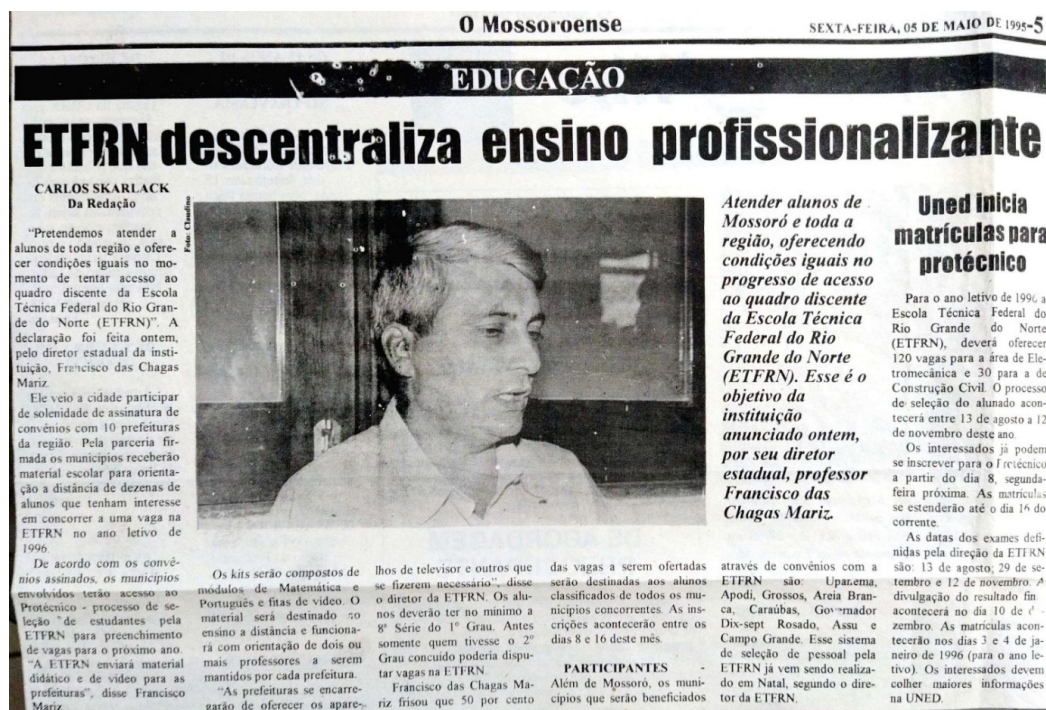 O Mossoroense
SEXTA-FEIRA, 05 DE MAIO DE 1995-5
EDUCAÇÃO
ETFRN descentraliza ensino profissionalizante
CARLOS SKARLACK
Da Redação
"Pretendemos atender a
alunos de toda região e ofere-
cer condições iguais no mo-
mento de tentar acesso ao
quadro discente da Escola
Técnica Federal do Rio Gran-
de do Norte (ETFRN)". A
declaração foi feita ontem,
pelo diretor estadual da insti-
tuição, Francisco das Chagas
Mariz.
Ele veio a cidade participar
de solenidade de assinatura de
convênios com 10 prefeituras
da região. Pela parceria fir-
mada os municípios receberão
material escolar para orienta-
ção a distância de dezenas de
alunos que tenham interesse
em concorrer a uma vaga na
ETFRN no ano letivo de
1996.
De acordo com os convê-
nios assinados, os municípios
envolvidos terão acesso ao
Protécnico - processo de se-
leção de estudantes pela
ETFRN para preenchimento
de vagas para o próximo ano.
"A ETFRN enviará material
didático e de video para as
prefeituras", disse Francisco
Mariz.
Foto: Claudino
Os kits serão compostos de
módulos de Matemática e
Português e fitas de vídeo. O
material será destinado ao
ensino a distância e funciona-
rá com orientação de dois ou
mais professores a serem
mantidos por cada prefeitura.
"As prefeituras se encarre-
garão de oferecer os apare-
lhos de televisor e outros que
se fizerem necessário", disse
o diretor da ETFRN. Os alu-
nos deverão ter no minimo a
8ª Série do 1º Grau. Antes
somente quem tivesse o 2º
Grau concuido poderia dispu-
tar vagas na ETFRN.
Francisco das Chagas Ma-
riz frisou que 50 por cento
das vagas a serem ofertadas
serão destinadas aos alunos
classificados de todos os mu-
nicípios concorrentes. As ins-
crições acontecerão entre os
dias 8 e 16 deste mês.
PARTICIPANTES -
Além de Mossoró, os muni-
cípios que serão beneficiados
através de convênios com a
ETFRN são: Upanema,
Apodi, Grossos, Areia Bran-
ca, Caraúbas, Governador
Dix-sept Rosado, Assu e
Campo Grande. Esse sistema
de seleção de pessoal pela
ETFRN já vem sendo realiza-
do em Natal, segundo o dire-
tor da ETFRN.
Atender alunos de
Mossoró e toda a
região, oferecendo
condições iguais no
progresso de acesso
ao quadro discente
da Escola Técnica
Federal do Rio
Grande do Norte
(ETFRN). Esse é o
objetivo da
instituição
anunciado ontem,
por seu diretor
estadual, professor
Francisco das
Chagas Mariz.
Uned inicia
matrículas para
protécnico
Para o ano letivo de 1996 a
Escola Técnica Federal do
Rio Grande do Norte
(ETFRN), deverá oferecer
120 vagas para a área de Ele-
tromecânica e 30 para a de
Construção Civil. O processo
de seleção do alunado acon-
tecerá entre 13 de agosto a 12
de novembro deste ano.
Os interessados já podem
se inscrever para o Protécnico
a partir do dia 8, segunda-
feira próxima. As matrículas
se estenderão até o dia 16 do
corrente.
As datas dos exames defi-
nidas pela direção da ETFRN
são: 13 de agosto; 29 de se-
tembro e 12 de novembro. A
divulgação do resultado
acontecerá no dia 10 de
zembro. As matrículas acon-
tecerão nos dias 3 e 4 de ja-
neiro de 1996 (para o ano le-
tivo). Os interessados devem
colher maiores informações
na UNED.